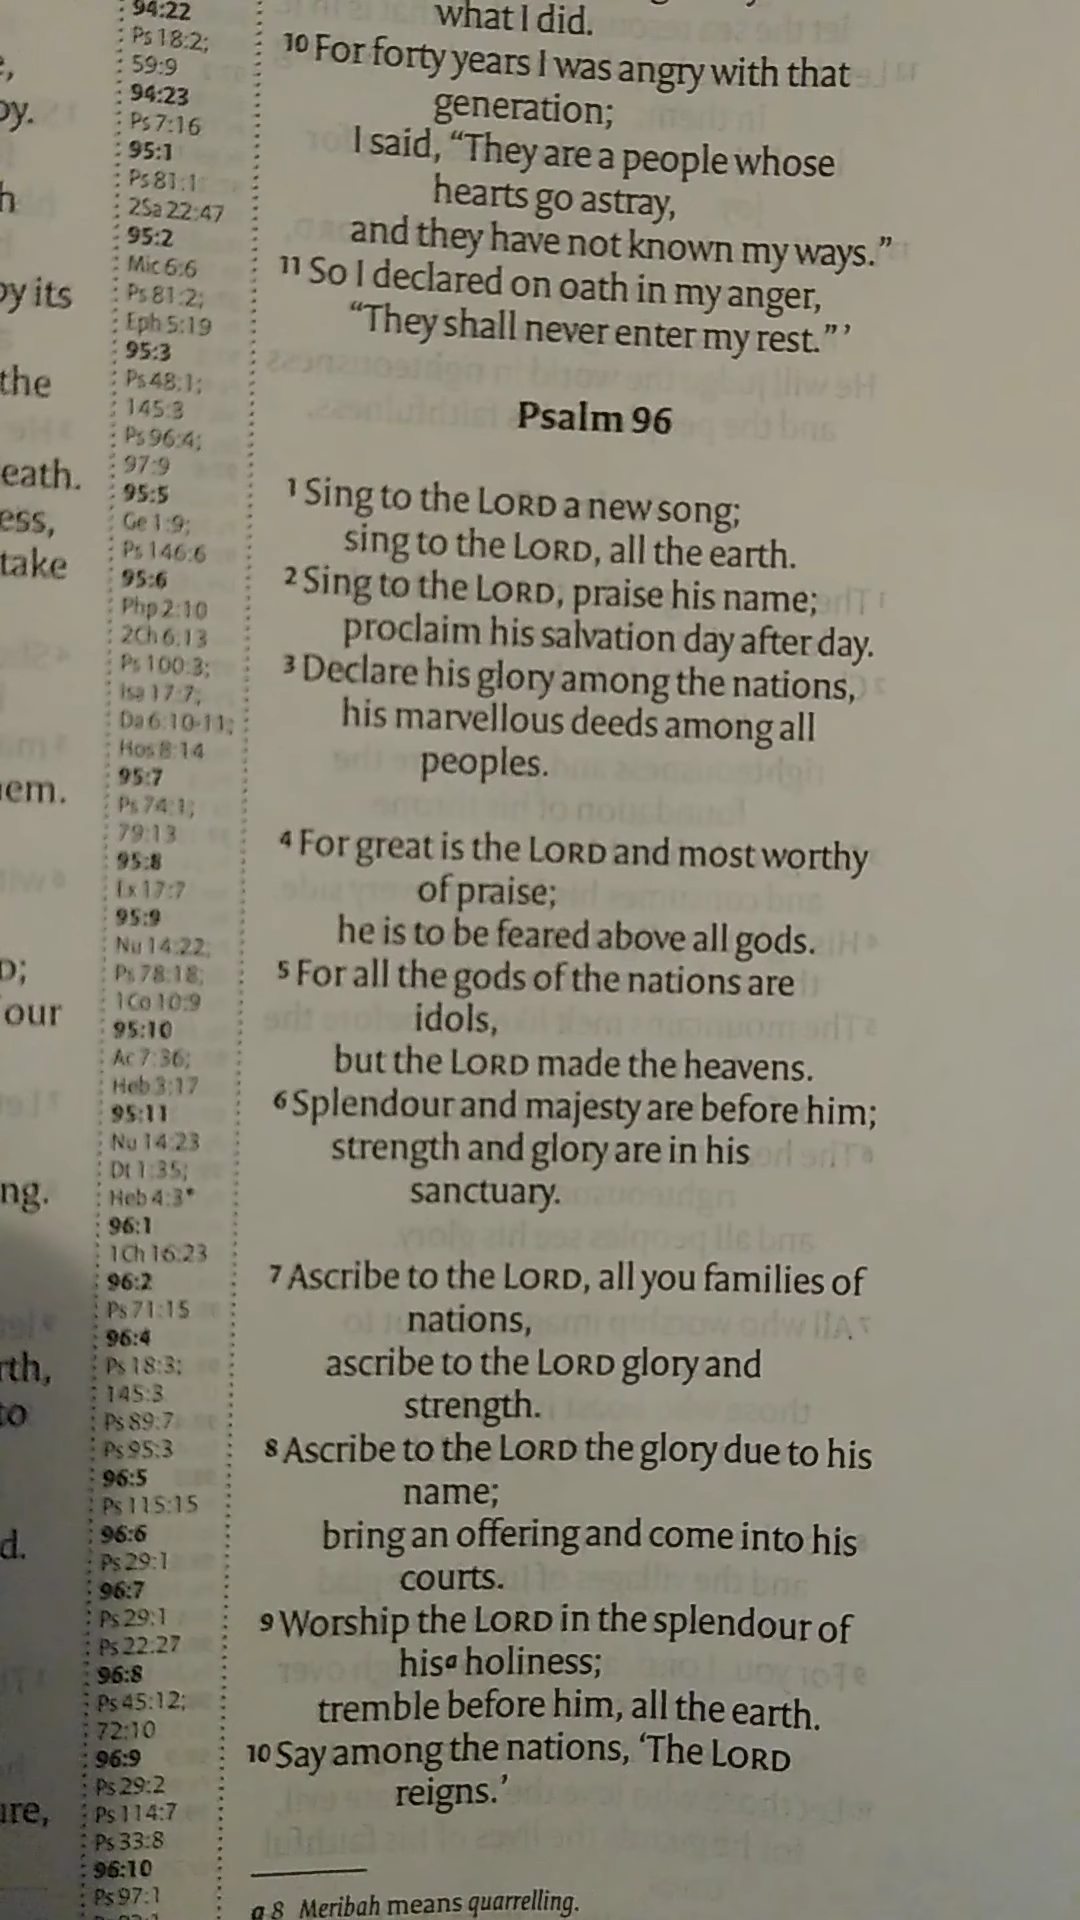 ,
oy.
h
by its
the
eath.
ess,
take
nem.
D;
our
ng.
rth,
to
d.
ure,
94:22
Ps 18:2;
59:9
94:23
Ps 7:16
95:1
Ps 81:1
2Sa 22:47
95:2
Mic 6:6
Ps 81:2;
Eph 5:19
95:3
Ps 48:1;
145:3
Ps 96:4;
97:9
95:5
Ge 1:9;
Ps 146:6
95:6
Php 2:10
2Ch 6:13
Ps 100:3;
Isa 17:7;
Da 6:10-11;
Hos 8:14
95:7
Ps 74:1;
79:13
95:8
Ex 17:7
95:9
Nu 14:22;
Ps 78:18;
1Co 10:9
95:10
Ac 7:36;
Heb 3:17
95:11
Nu 14:23
Dt 1:35;
Heb 4:3*
96:1
1Ch 16:23
96:2
Ps 71:15
96:4
Ps 18:3;
145:3
Ps 89:7
Ps 95:3
96:5
Ps 115:15
96:6
Ps 29:1
96:7
Ps 29:1
Ps 22:27
96:8
Ps 45:12;
72:10
96:9
Ps 29:2
Ps 114:7
Ps 33:8
96:10
Ps 97:1
what I did.
10 For forty years I was angry with that
generation;
I said, “They are a people whose
hearts go astray,
and they have not known my ways.”
11 So I declared on oath in my anger,
“They shall never enter my rest.” ’
Psalm 96
1 Sing to the LORD a new song;
sing to the LORD, all the earth.
2 Sing to the LORD, praise his name;
proclaim his salvation day after day.
3 Declare his glory among the nations,
his marvellous deeds among all
peoples.
4 For great is the LORD and most worthy
of praise;
he is to be feared above all gods.
5 For all the gods of the nations are
idols,
but the LORD made the heavens.
6 Splendour and majesty are before him;
strength and glory are in his
sanctuary.
7 Ascribe to the LORD, all you families of
nations,
ascribe to the LORD glory and
strength.
8 Ascribe to the LORD the glory due to his
name;
bring an offering and come into his
courts.
9 Worship the LORD in the splendour of
hisa holiness;
tremble before him, all the earth.
10 Say among the nations, ‘The LORD
reigns.’
a 8 Meribah means quarrelling.